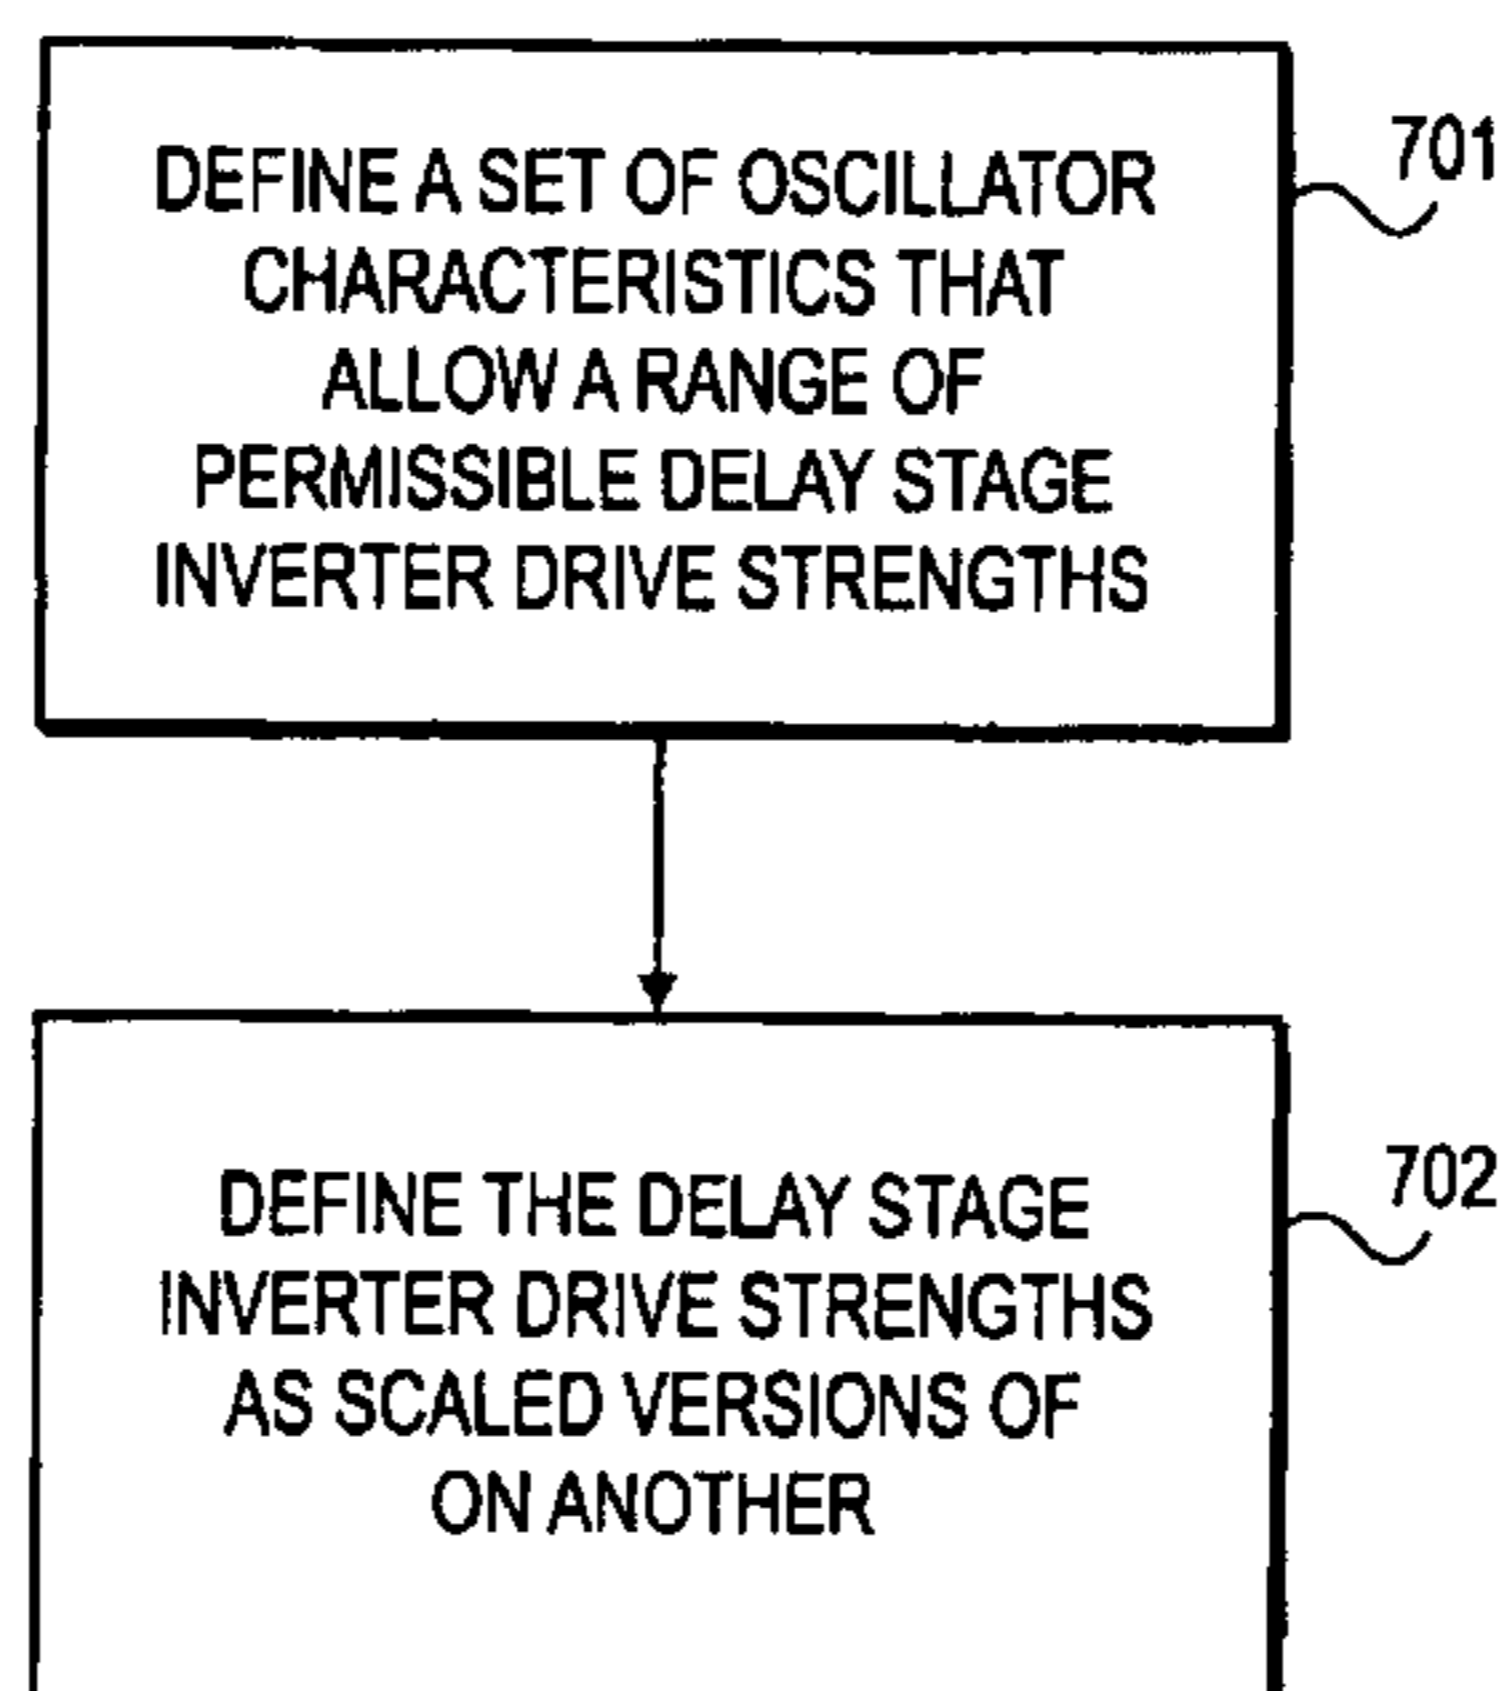 DEFINE A SET OF OSCILLATOR
CHARACTERISTICS THAT
ALLOW A RANGE OF
PERMISSIBLE DELAY STAGE
INVERTER DRIVE STRENGTHS
701
DEFINE THE DELAY STAGE
INVERTER DRIVE STRENGTHS
AS SCALED VERSIONS OF
ON ANOTHER
702